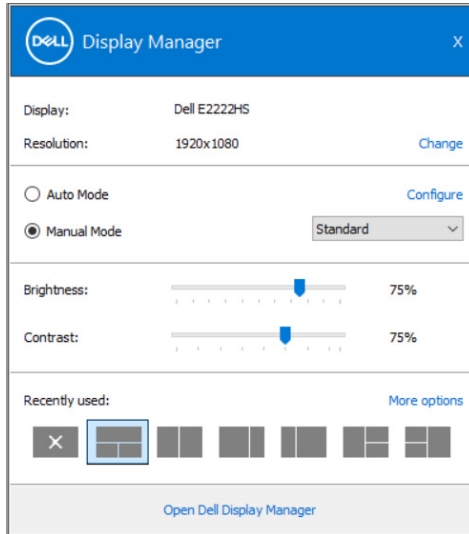 DELL Display Manager X
Display: Dell E2222HS
Resolution: 1920x1080 Change
Auto Mode Configure
Manual Mode Standard
Brightness: 75%
Contrast: 75%
Recently used: More options
Open Dell Display Manager